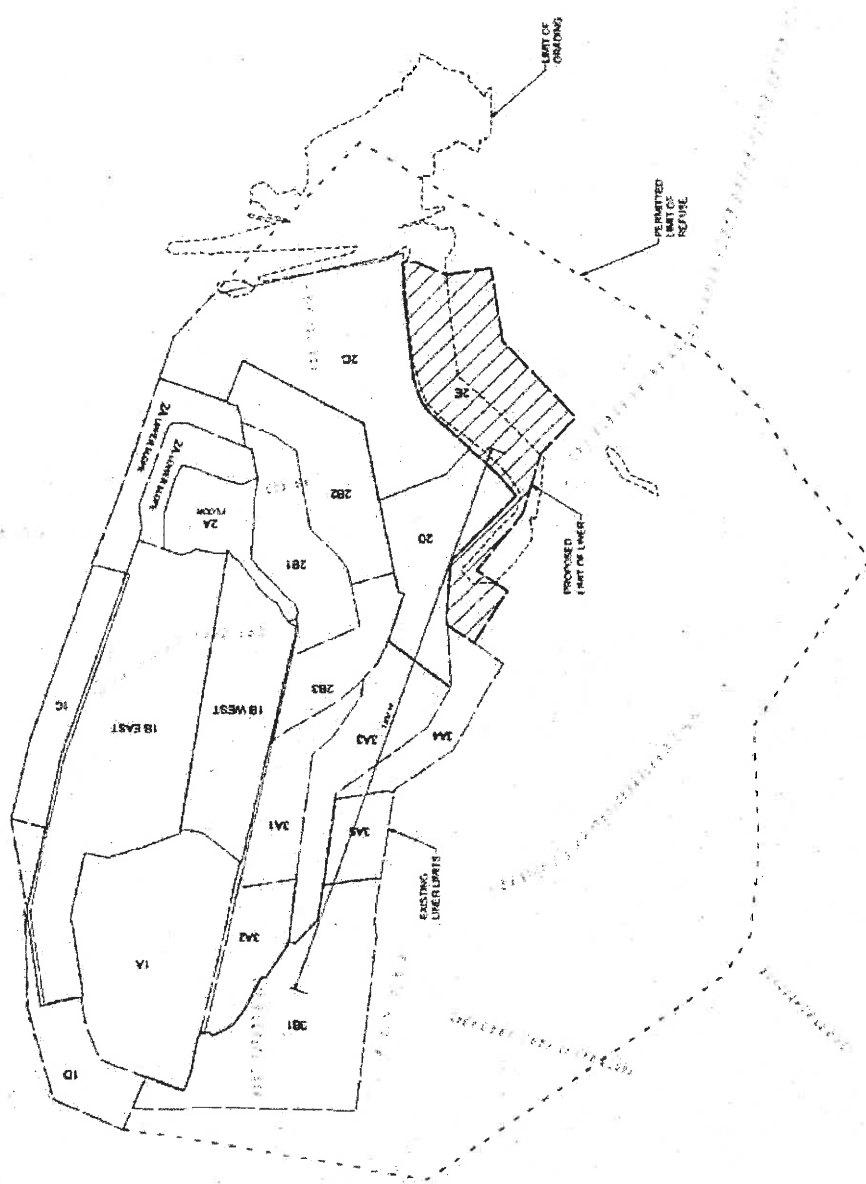 LIMIT OF
GRADING
PERMITTED
LIMIT OF
REFUSE
2C
2E
2A UPPER SLOPE
2A LOWER SLOPE
2A
FLOOR
2B2
2D
2B1
PROPOSED
LIMIT OF LINER
1C
1B EAST
1B WEST
2B3
3A3
3A4
3A1
3A5
EXISTING
LINER LIMITS
1A
3A2
3B1
1D